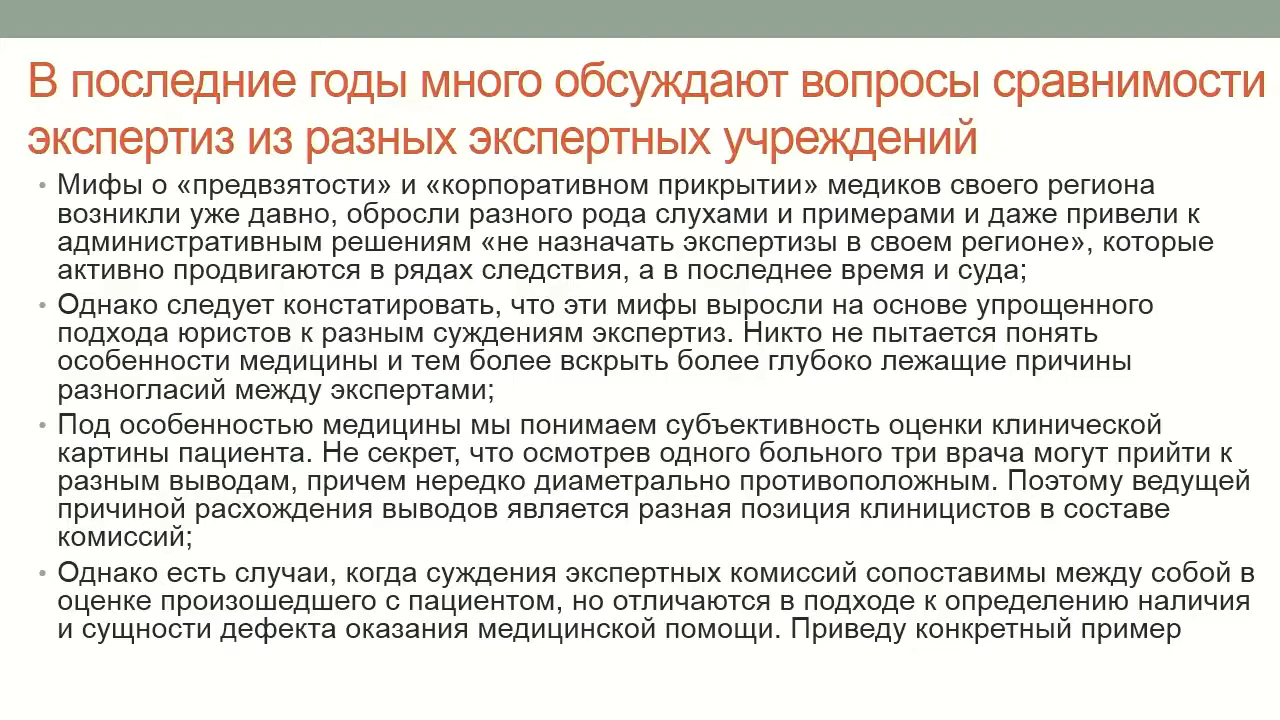 В последние годы много обсуждают вопросы сравнимости
экспертиз из разных экспертных учреждений
• Мифы о «предвзятости» и «корпоративном прикрытии» медиков своего региона
возникли уже давно, обросли разного рода слухами и примерами и даже привели к
административным решениям «не назначать экспертизы в своем регионе», которые
активно продвигаются в рядах следствия, а в последнее время и суда;
• Однако следует констатировать, что эти мифы выросли на основе упрощенного
подхода юристов к разным суждениям экспертиз. Никто не пытается понять
особенности медицины и тем более вскрыть более глубоко лежащие причины
разногласий между экспертами;
• Под особенностью медицины мы понимаем субъективность оценки клинической
картины пациента. Не секрет, что осмотрев одного больного три врача могут прийти к
разным выводам, причем нередко диаметрально противоположным. Поэтому ведущей
причиной расхождения выводов является разная позиция клиницистов в составе
комиссий;
• Однако есть случаи, когда суждения экспертных комиссий сопоставимы между собой в
оценке произошедшего с пациентом, но отличаются в подходе к определению наличия
и сущности дефекта оказания медицинской помощи. Приведу конкретный пример